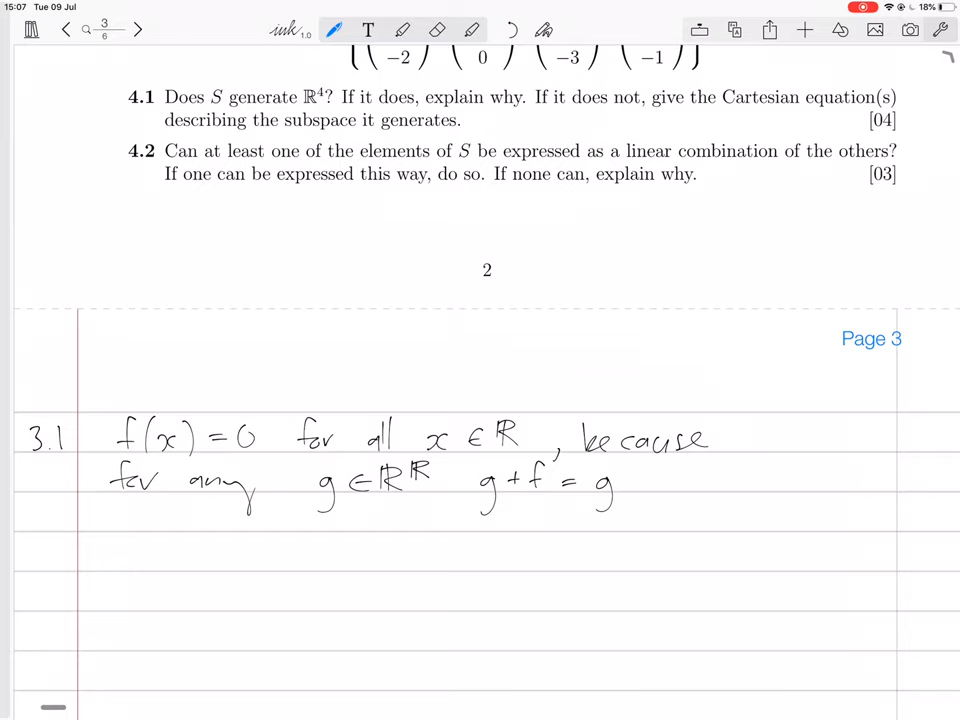 15:07 Tue 09 Jul
18%
3
6
ink 1.0
T
−2 0 −3 −1
4.1 Does S generate ℝ⁴? If it does, explain why. If it does not, give the Cartesian equation(s)
describing the subspace it generates. [04]
4.2 Can at least one of the elements of S be expressed as a linear combination of the others?
If one can be expressed this way, do so. If none can, explain why. [03]
2
Page 3
3.1 f(x) = 0 for all x ∈ ℝ, because
for any g ∈ ℝ^ℝ g + f = g